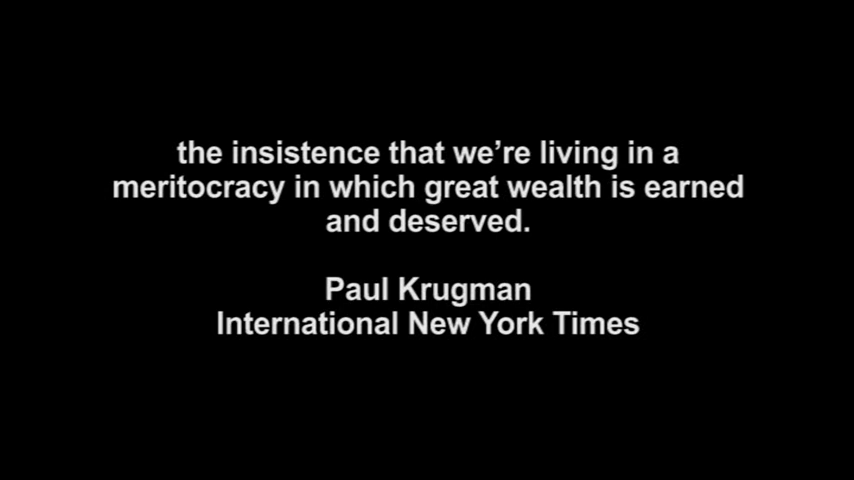 the insistence that we’re living in a
meritocracy in which great wealth is earned
and deserved.
Paul Krugman
International New York Times